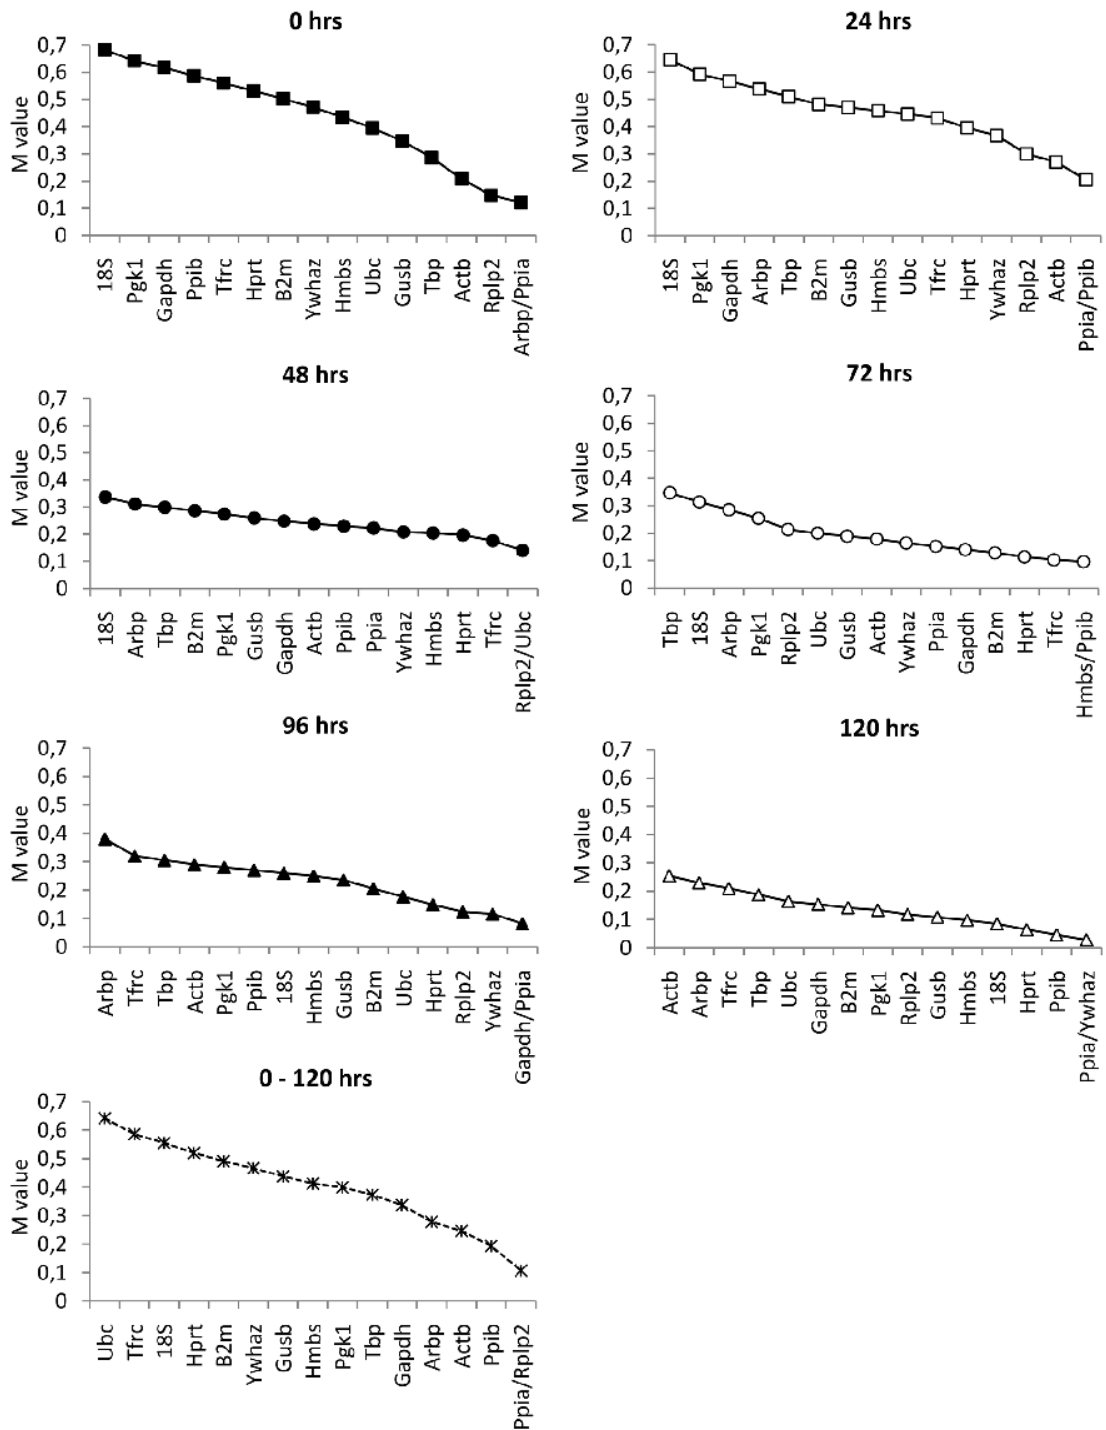 0 hrs
M value
0,7
0,6
0,5
0,4
0,3
0,2
0,1
0
18S
Pgk1
Gapdh
Ppib
Tfrc
Hprt
B2m
Ywhaz
Hmbs
Ubc
Gusb
Tbp
Actb
Rplp2
Arbp/Ppia
24 hrs
M value
0,7
0,6
0,5
0,4
0,3
0,2
0,1
0
18S
Pgk1
Gapdh
Arbp
Tbp
B2m
Gusb
Hmbs
Ubc
Tfrc
Hprt
Ywhaz
Rplp2
Actb
Ppia/Ppib
48 hrs
M value
0,7
0,6
0,5
0,4
0,3
0,2
0,1
0
18S
Arbp
Tbp
B2m
Pgk1
Gusb
Gapdh
Actb
Ppib
Ppia
Ywhaz
Hmbs
Hprt
Tfrc
Rplp2/Ubc
72 hrs
M value
0,7
0,6
0,5
0,4
0,3
0,2
0,1
0
Tbp
18S
Arbp
Pgk1
Rplp2
Ubc
Gusb
Actb
Ywhaz
Ppia
Gapdh
B2m
Hprt
Tfrc
Hmbs/Ppib
96 hrs
M value
0,7
0,6
0,5
0,4
0,3
0,2
0,1
0
Arbp
Tfrc
Tbp
Actb
Pgk1
Ppib
18S
Hmbs
Gusb
B2m
Ubc
Hprt
Rplp2
Ywhaz
Gapdh/Ppia
120 hrs
M value
0,7
0,6
0,5
0,4
0,3
0,2
0,1
0
Actb
Arbp
Tfrc
Tbp
Ubc
Gapdh
B2m
Pgk1
Rplp2
Gusb
Hmbs
18S
Hprt
Ppib
Ppia/Ywhaz
0 - 120 hrs
M value
0,7
0,6
0,5
0,4
0,3
0,2
0,1
0
Ubc
Tfrc
18S
Hprt
B2m
Ywhaz
Gusb
Hmbs
Pgk1
Tbp
Gapdh
Arbp
Actb
Ppib
Ppia/Rplp2